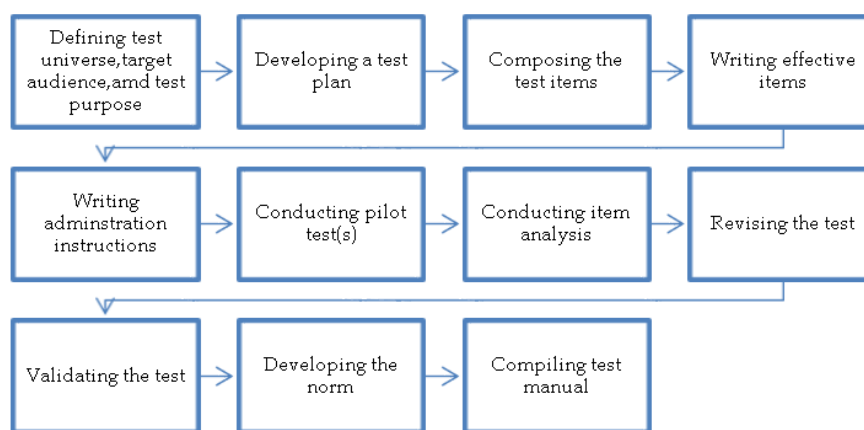 Defining test
universe,target
audience,amd test
purpose
Developing a test
plan
Composing the
test items
Writing effective
items
Writing
adminstration
instructions
Conducting pilot
test(s)
Conducting item
analysis
Revising the test
Validating the test
Developing the
norm
Compiling test
manual